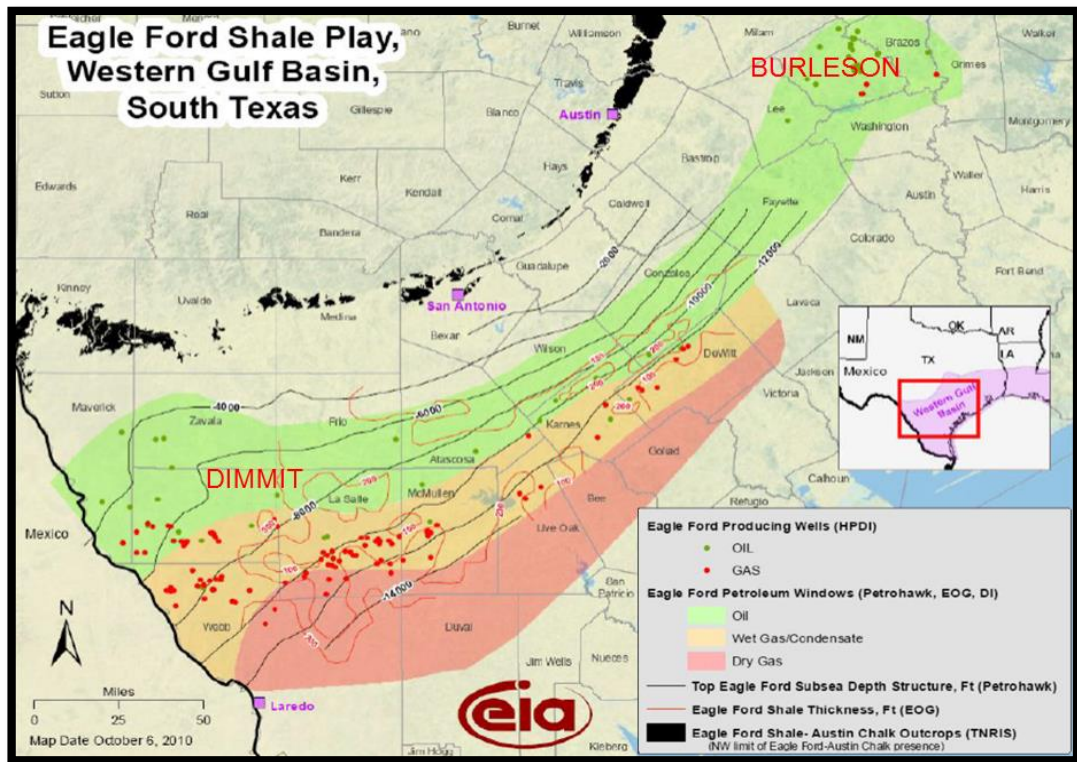 Eagle Ford Shale Play,
Western Gulf Basin,
South Texas
Burnet
Williamson
Milam
Brazos
Walker
BURLESON
Grimes
Sutton
Gillespie
Travis
Blanco
Austin
Lee
Washington
Montgomery
Hays
Bastrop
Edwards
Kerr
Kendall
Real
Comal
Caldwell
Fayette
Austin
Waller
Harris
Bandera
Colorado
Guadalupe
-2000
Gonzales
-12000
Fort Bend
Kinney
Uvalde
Medina
San Antonio
Bexar
-10000
Lavaca
Wilson
DeWitt
Jackson
Victoria
NM
OK
AR
TX
LA
Mexico
Western Gulf
Basin
Maverick
Zavala
-4000
Frio
-6000
Karnes
Goliad
Atascosa
DIMMIT
La Salle
McMullen
Bee
Refugio
Calhoun
-8000
Live Oak
Mexico
San
Patricio
-14000
Webb
Duval
Jim Wells
Nueces
N
Miles
0 25 50
Laredo
Map Date October 6, 2010
eia
Jim Hogg
Kleberg
Eagle Ford Producing Wells (HPDI)
OIL
GAS
Eagle Ford Petroleum Windows (Petrohawk, EOG, DI)
Oil
Wet Gas/Condensate
Dry Gas
Top Eagle Ford Subsea Depth Structure, Ft (Petrohawk)
Eagle Ford Shale Thickness, Ft (EOG)
Eagle Ford Shale- Austin Chalk Outcrops (TNRIS)
(NW limit of Eagle Ford-Austin Chalk presence)